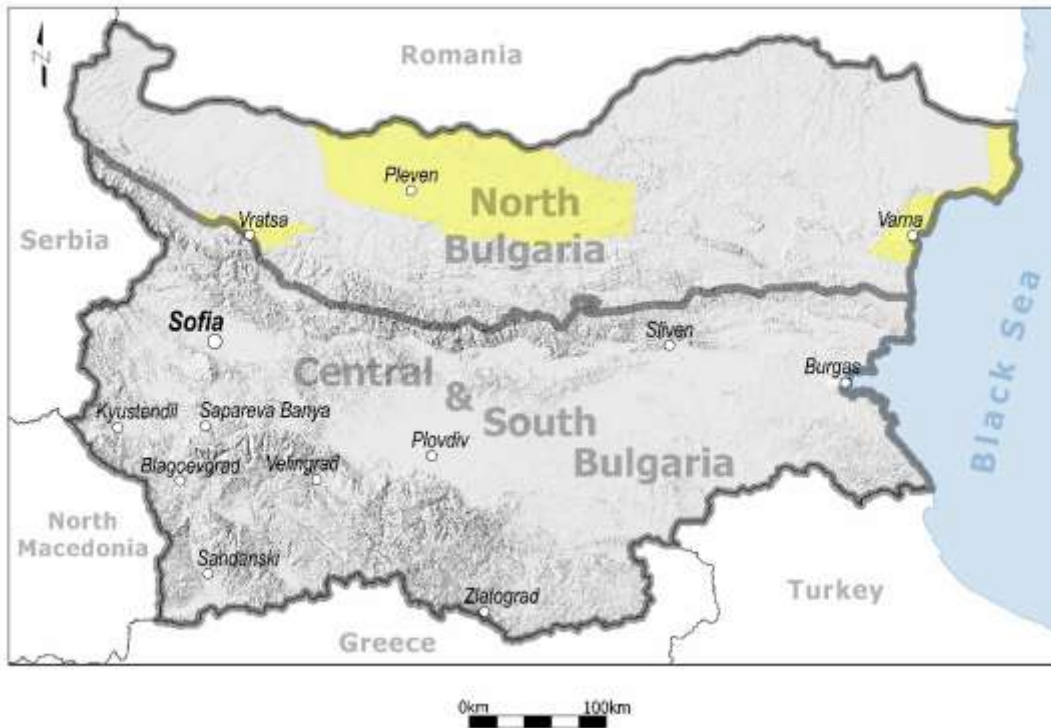 N
Romania
Pleven
North
Bulgaria
Vratsa
Varna
Serbia
Sofia
Sliven
Central
&
South
Bulgaria
Burgas
Black Sea
Kyustendil
Sapareva Banya
Plovdiv
Blagoevgrad
Velingrad
North
Macedonia
Sandanski
Zlatograd
Turkey
Greece
0km
100km